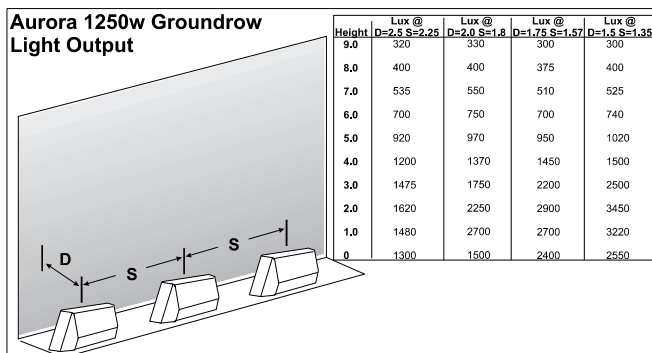 Aurora 1250w Groundrow
Light Output
D
S
S
Lux @ Lux @ Lux @ Lux @
Height D=2.5 S=2.25 D=2.0 S=1.8 D=1.75 S=1.57 D=1.5 S=1.35
9.0 320 330 300 300
8.0 400 400 375 400
7.0 535 550 510 525
6.0 700 750 700 740
5.0 920 970 950 1020
4.0 1200 1370 1450 1500
3.0 1475 1750 2200 2500
2.0 1620 2250 2900 3450
1.0 1480 2700 2700 3220
0 1300 1500 2400 2550